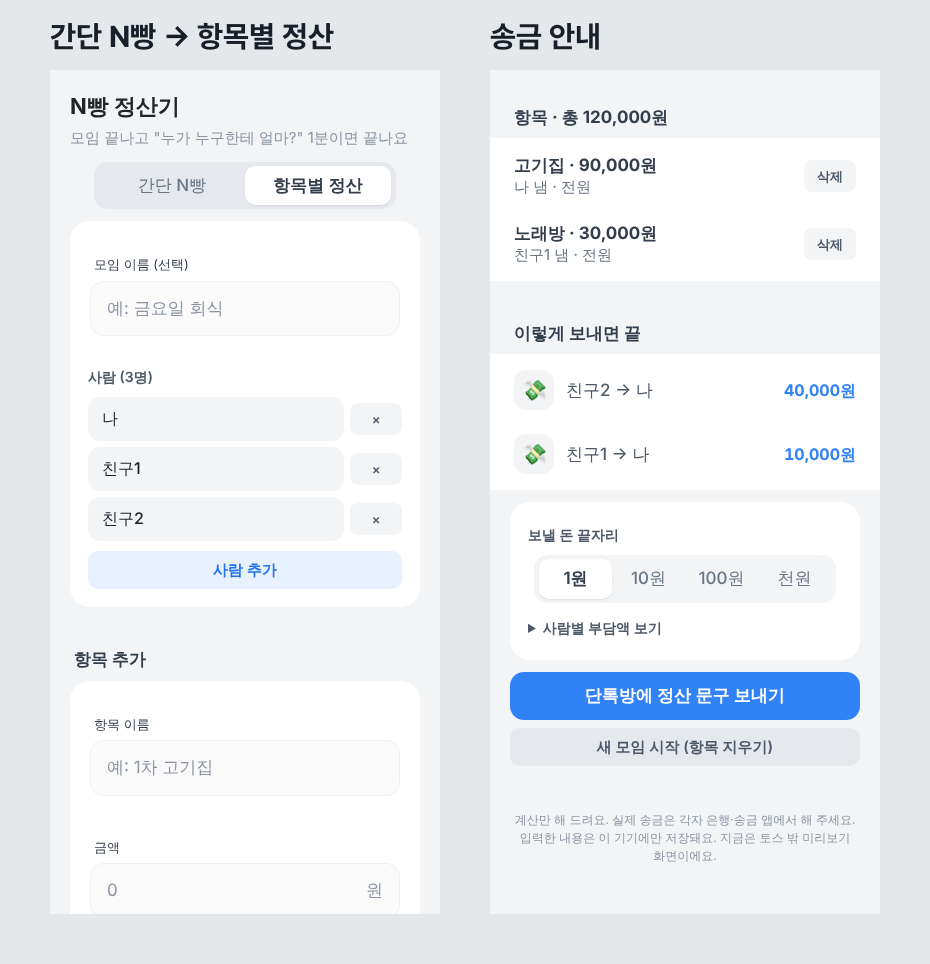 간단 N빵 → 항목별 정산
N빵 정산기
모임 끝나고 "누가 누구한테 얼마?" 1분이면 끝나요
간단 N빵
항목별 정산
모임 이름 (선택)
예: 금요일 회식
사람 (3명)
나
×
친구1
×
친구2
×
사람 추가
항목 추가
항목 이름
예: 1차 고기집
금액
0
원
송금 안내
항목 · 총 120,000원
고기집 · 90,000원
나 냄 · 전원
삭제
노래방 · 30,000원
친구1 냄 · 전원
삭제
이렇게 보내면 끝
친구2 → 나
40,000원
친구1 → 나
10,000원
보낼 돈 끝자리
1원
10원
100원
천원
▶ 사람별 부담액 보기
단톡방에 정산 문구 보내기
새 모임 시작 (항목 지우기)
계산만 해 드려요. 실제 송금은 각자 은행·송금 앱에서 해 주세요.
입력한 내용은 이 기기에만 저장돼요. 지금은 토스 밖 미리보기
화면이에요.